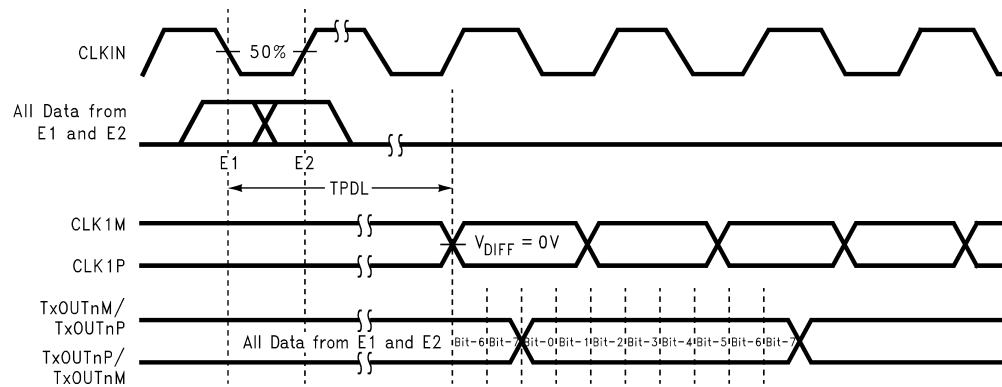 CLKIN
50%
All Data from
E1 and E2
E1
E2
TPDL
CLK1M
CLK1P
VDIFF = 0V
TxOUTnM/
TxOUTnP
TxOUTnP/
TxOUTnM
All Data from E1 and E2
Bit-6 Bit-7 Bit-0 Bit-1 Bit-2 Bit-3 Bit-4 Bit-5 Bit-6 Bit-7